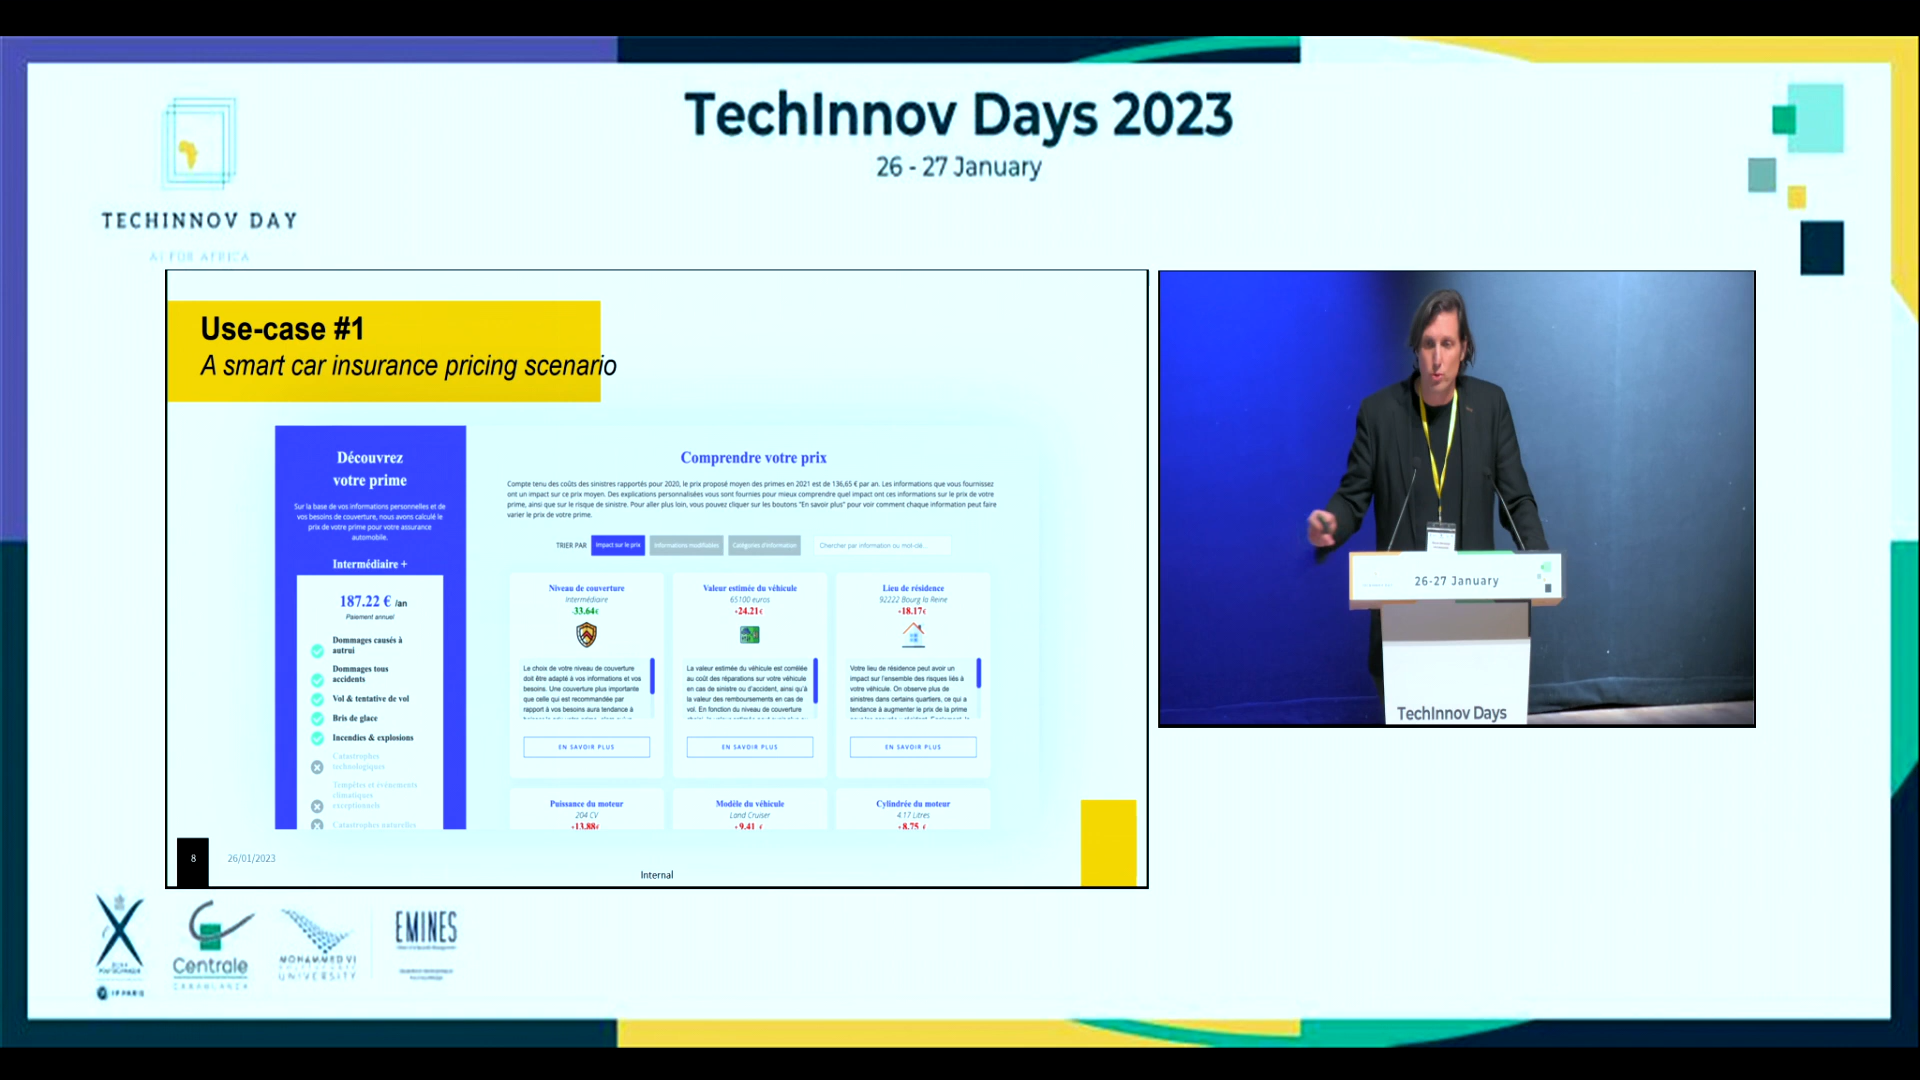 TechInnov Days 2023
26 - 27 January
TECHINNOV DAY
AI FOR AFRICA
Use-case #1
A smart car insurance pricing scenario
Découvrez
votre prime
Sur la base de vos informations personnelles et de
vos besoins de couverture, nous avons calculé le
prix de votre prime pour votre assurance
automobile.
Intermédiaire +
187.22 € /an
Paiement annuel
Dommages causés à
autrui
Dommages tous
accidents
Vol & tentative de vol
Bris de glace
Incendies & explosions
Catastrophes
technologiques
Tempêtes et évènements
climatiques
exceptionnels
Catastrophes naturelles
Comprendre votre prix
Compte tenu des coûts des sinistres rapportés pour 2020, le prix proposé moyen des primes en 2021 est de 136,65 € par an. Les informations que vous fournissez
ont un impact sur ce prix moyen. Des explications personnalisées vous sont fournies pour mieux comprendre quel impact ont ces informations sur le prix de votre
prime, ainsi que sur le risque de sinistre. Pour aller plus loin, vous pouvez cliquer sur les boutons "En savoir plus" pour voir comment chaque information peut faire
varier le prix de votre prime.
TRIER PAR Impact sur le prix Informations modifiables Catégories d'information Chercher par information ou mot-clé...
Niveau de couverture
Intermédiaire
-33.64€
Le choix de votre niveau de couverture
doit être adapté à vos informations et vos
besoins. Une couverture plus importante
que celle qui est recommandée par
rapport à vos besoins aura tendance à
EN SAVOIR PLUS
Valeur estimée du véhicule
65100 euros
+24.21€
La valeur estimée du véhicule est corrélée
au coût des réparations sur votre véhicule
en cas de sinistre ou d'accident, ainsi qu'à
la valeur des remboursements en cas de
vol. En fonction du niveau de couverture
EN SAVOIR PLUS
Lieu de résidence
92222 Bourg la Reine
+18.17€
Votre lieu de résidence peut avoir un
impact sur l'ensemble des risques liés à
votre véhicule. On observe plus de
sinistres dans certains quartiers, ce qui a
tendance à augmenter le prix de la prime
EN SAVOIR PLUS
Puissance du moteur
204 CV
+13.88€
Modèle du véhicule
Land Cruiser
+9.41 €
Cylindrée du moteur
4.17 Litres
+8.75 €
8
26/01/2023
Internal
26-27 January
TechInnov Days
Centrale
CASABLANCA
MOHAMMED VI
POLYTECHNIC
UNIVERSITY
EMINES
IP PARIS